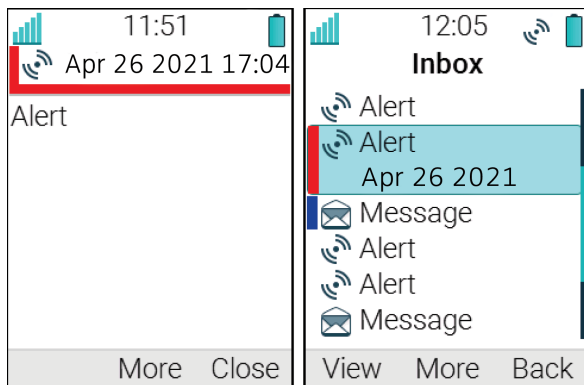 11:51
Apr 26 2021 17:04
Alert
More Close
12:05
Inbox
Alert
Alert
Apr 26 2021
Message
Alert
Alert
Message
View More Back